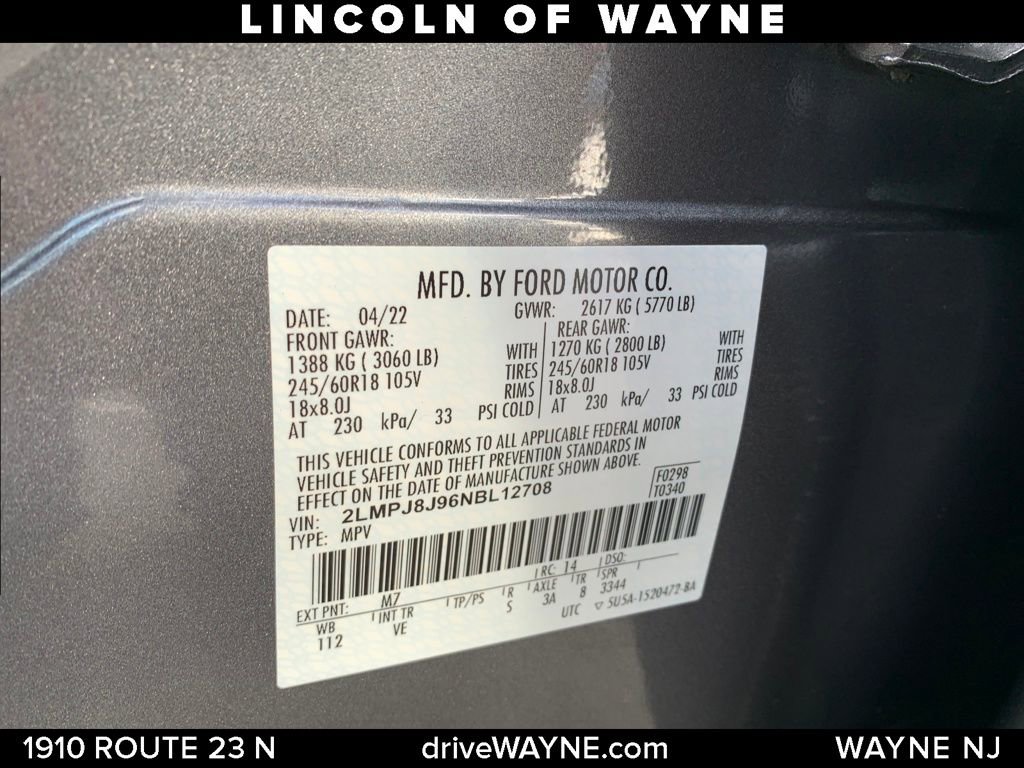 LINCOLN OF WAYNE
MFD. BY FORD MOTOR CO.
DATE: 04/22 GVWR: 2617 KG ( 5770 LB)
FRONT GAWR: REAR GAWR:
1388 KG ( 3060 LB) WITH 1270 KG ( 2800 LB) WITH
245/60R18 105V TIRES 245/60R18 105V TIRES
18x8.0J RIMS 18x8.0J RIMS
AT 230 kPa/ 33 PSI COLD AT 230 kPa/ 33 PSI COLD
THIS VEHICLE CONFORMS TO ALL APPLICABLE FEDERAL MOTOR
VEHICLE SAFETY AND THEFT PREVENTION STANDARDS IN
EFFECT ON THE DATE OF MANUFACTURE SHOWN ABOVE.
F0298
VIN: 2LMPJ8J96NBL12708 T0340
TYPE: MPV
EXT PNT: M7 RC: 14 DSO:
WB INT TR TP/PS R AXLE TR SPR
112 VE S 3A 8 3344
UTC ▽ 5U5A-1520472-BA
1910 ROUTE 23 N driveWAYNE.com WAYNE NJ